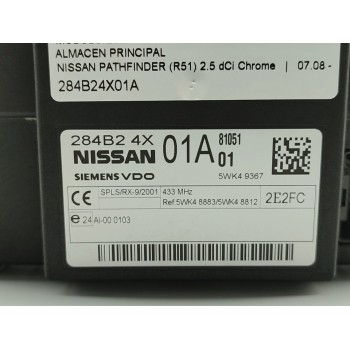 ALMACEN PRINCIPAL
NISSAN PATHFINDER (R51) 2.5 dCi Chrome | 07.08 -
284B24X01A
284B2 4X 01A 81051
NISSAN 01
SIEMENS VDO 5WK4 9367
SPLS/RX-9/2001 433 MHz
Ref.5WK4 8883/5WK4 8812 2E2FC
e 24 AI-00 0103